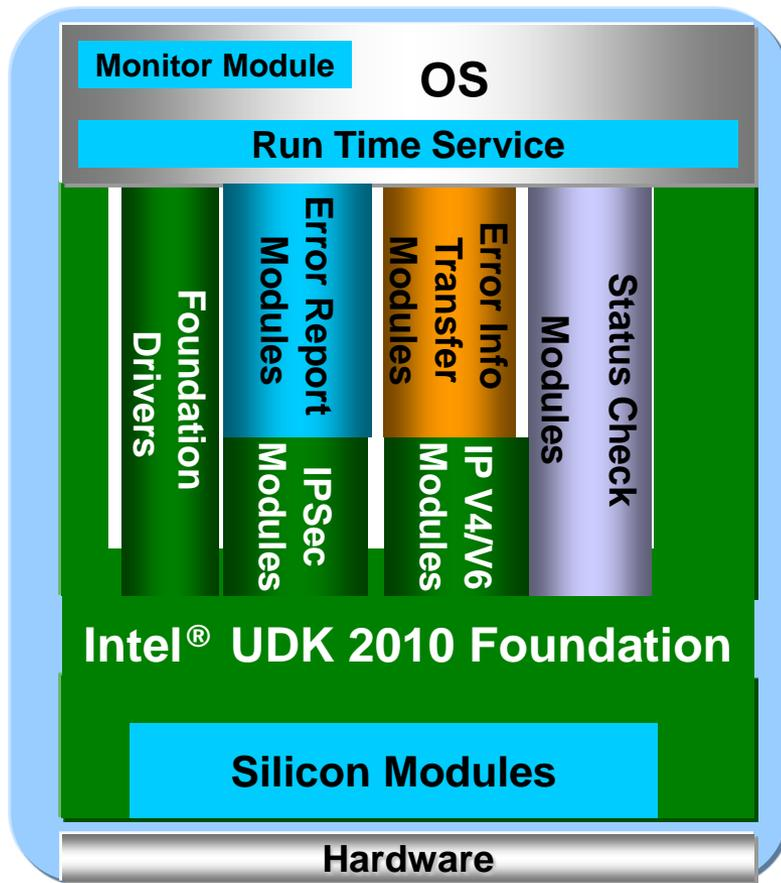 Monitor Module
OS
Run Time Service
Foundation
Drivers
Error Report
Modules
Error Info
Transfer
Modules
Status Check
Modules
IPSec
Modules
IP V4/V6
Modules
Intel® UDK 2010 Foundation
Silicon Modules
Hardware